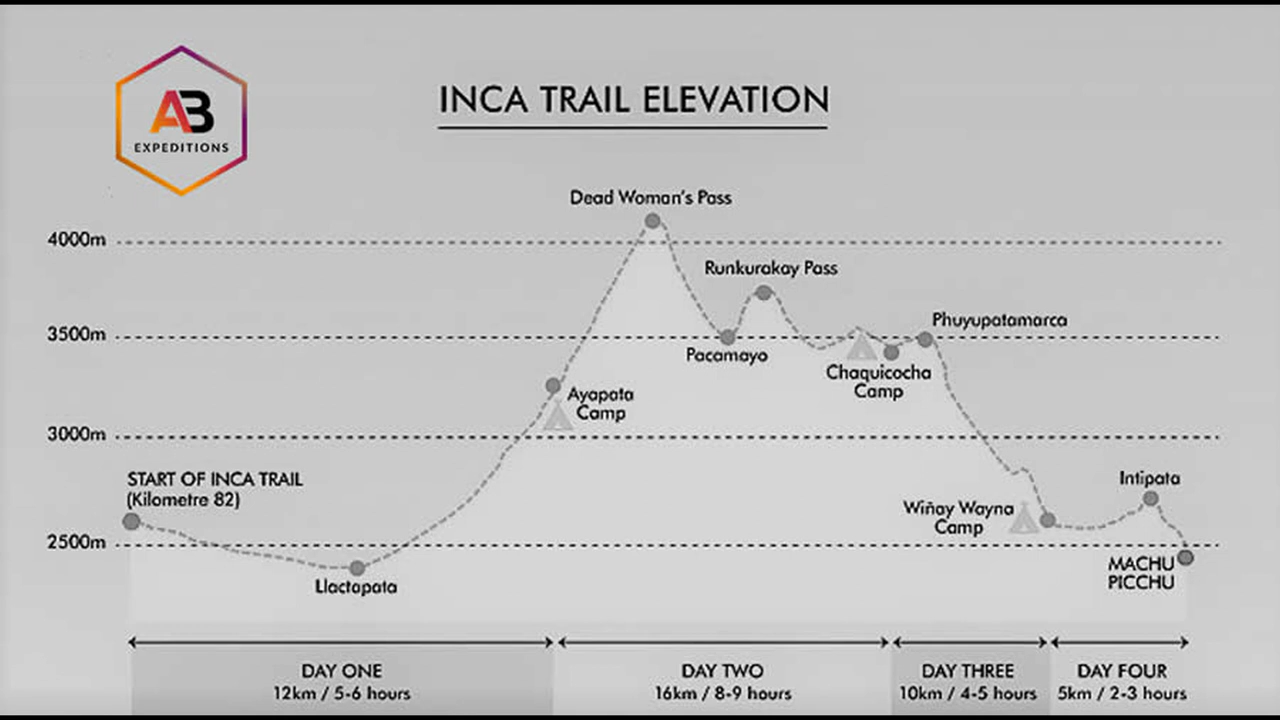 AB
EXPEDITIONS
INCA TRAIL ELEVATION
Dead Woman's Pass
4000m
Runkurakay Pass
3500m
Phuyupatamarca
Pacamayo
Chaquicocha
Camp
Ayapata
Camp
3000m
START OF INCA TRAIL
(Kilometre 82)
Intipata
Wiñay Wayna
Camp
2500m
Llactapata
MACHU
PICCHU
DAY ONE
12km / 5-6 hours
DAY TWO
16km / 8-9 hours
DAY THREE
10km / 4-5 hours
DAY FOUR
5km / 2-3 hours